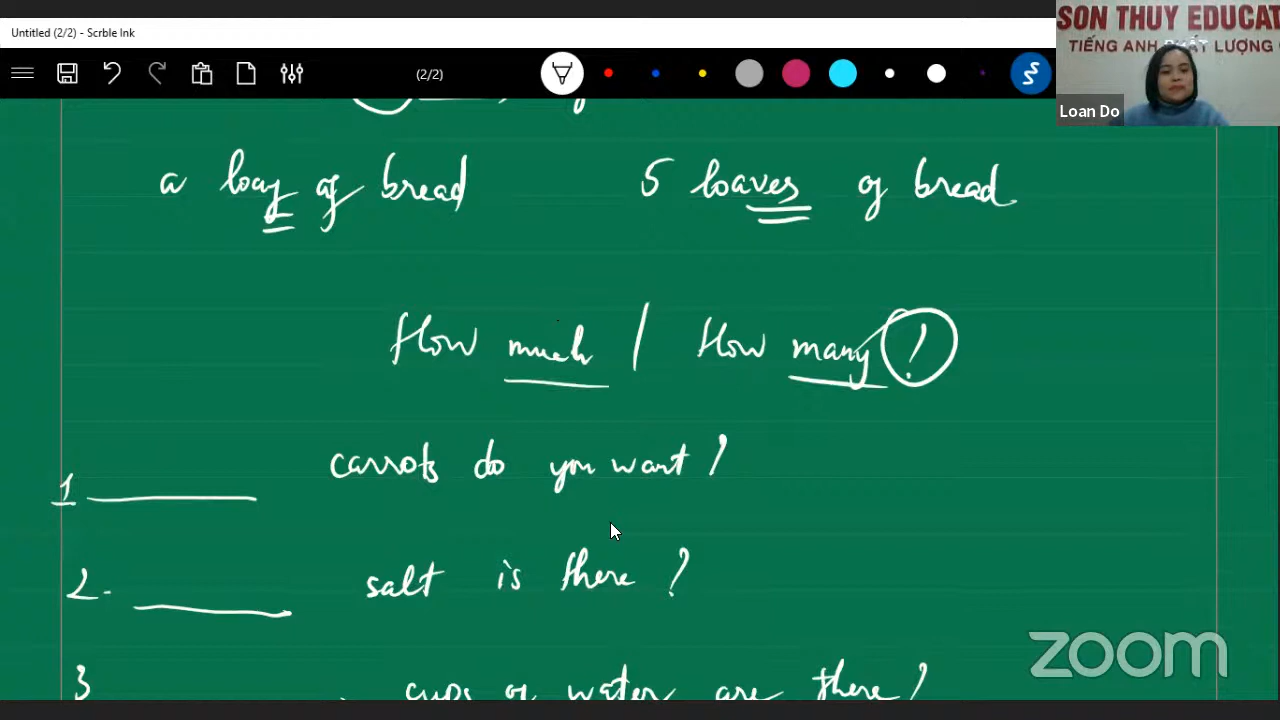 Untitled (2/2) - Scrble Ink
(2/2)
SON THUY EDUCAT
TIẾNG ANH CHẤT LƯỢNG
Loan Do
a loaf of bread 5 loaves of bread
How much / How many ?
1 carrots do you want ?
2. salt is there ?
3 cups of water are there ?
zoom